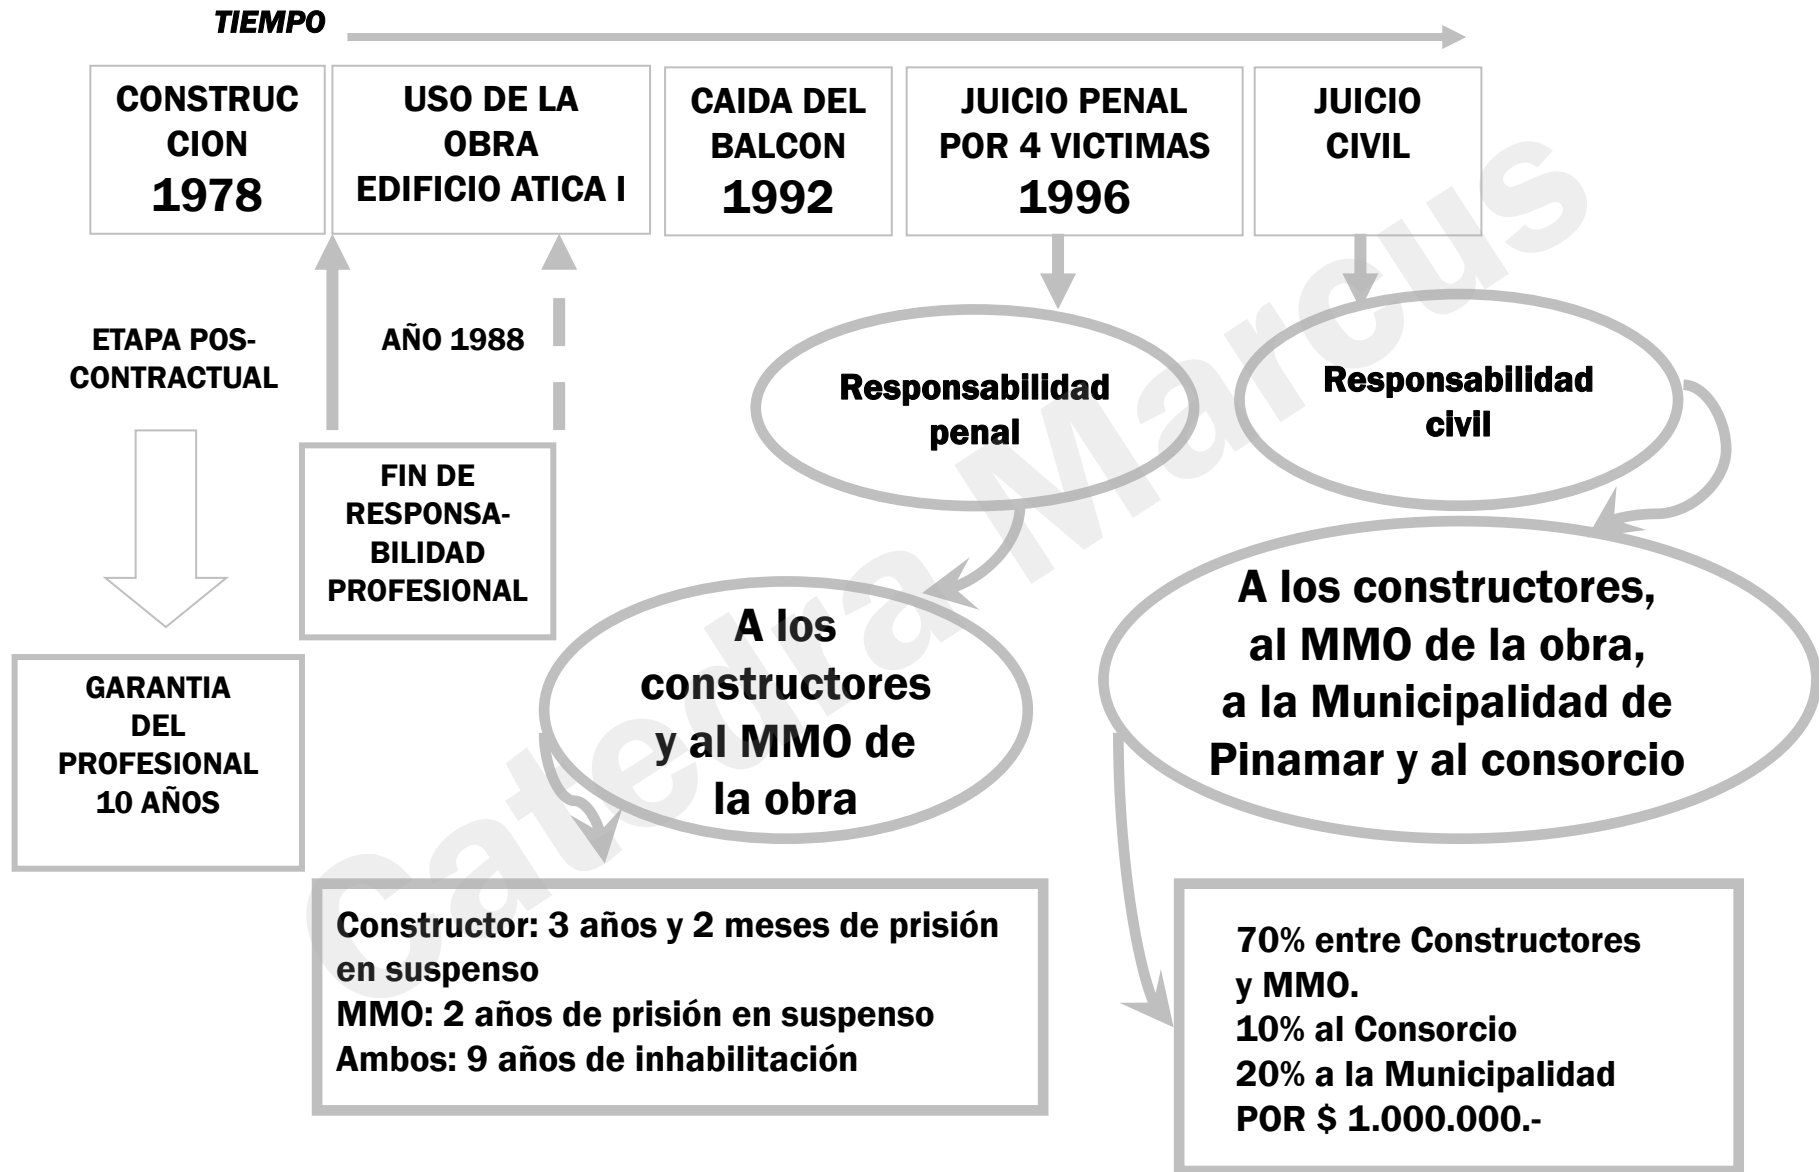 TIEMPO
CONSTRUC
CION
1978
USO DE LA
OBRA
EDIFICIO ATICA I
CAIDA DEL
BALCON
1992
JUICIO PENAL
POR 4 VICTIMAS
1996
JUICIO
CIVIL
ETAPA POS-
CONTRACTUAL
AÑO 1988
FIN DE
RESPONSA-
BILIDAD
PROFESIONAL
GARANTIA
DEL
PROFESIONAL
10 AÑOS
Responsabilidad
penal
Responsabilidad
civil
A los
constructores
y al MMO de
la obra
A los constructores,
al MMO de la obra,
a la Municipalidad de
Pinamar y al consorcio
Constructor: 3 años y 2 meses de prisión
en suspenso
MMO: 2 años de prisión en suspenso
Ambos: 9 años de inhabilitación
70% entre Constructores
y MMO.
10% al Consorcio
20% a la Municipalidad
POR $ 1.000.000.-
Catedra Marcus